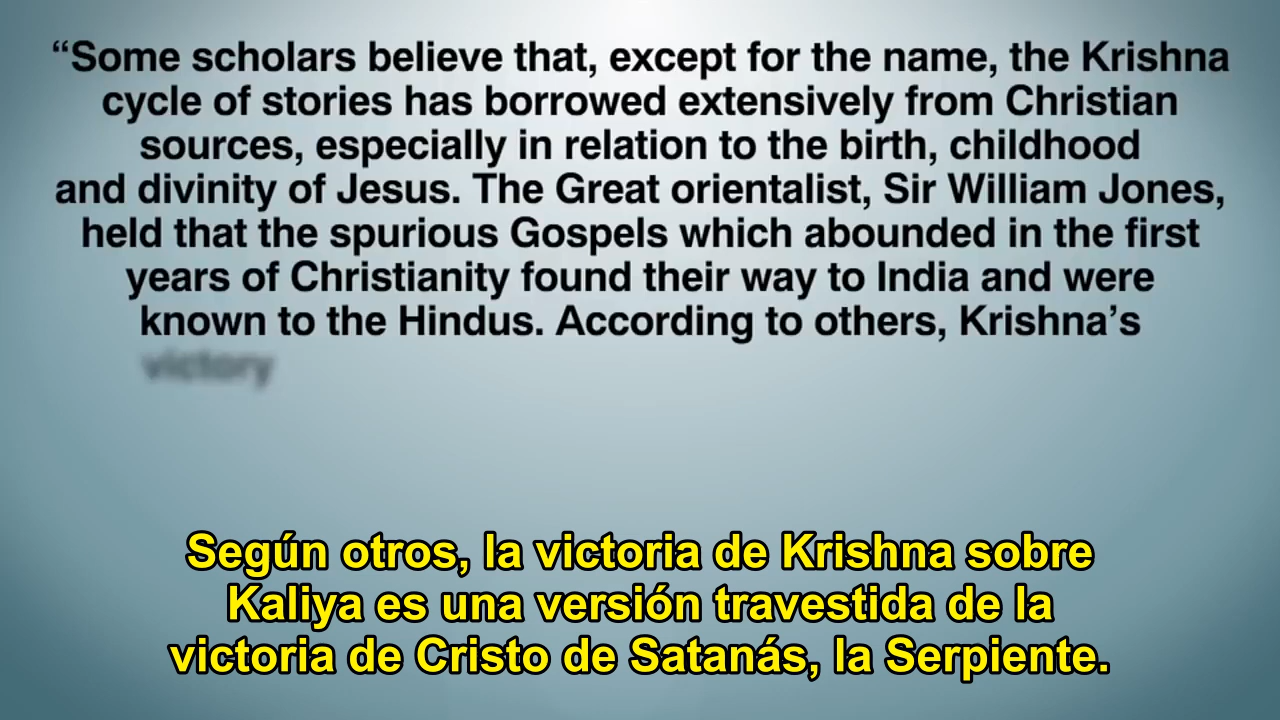 “Some scholars believe that, except for the name, the Krishna
cycle of stories has borrowed extensively from Christian
sources, especially in relation to the birth, childhood
and divinity of Jesus. The Great orientalist, Sir William Jones,
held that the spurious Gospels which abounded in the first
years of Christianity found their way to India and were
known to the Hindus. According to others, Krishna’s
victory
Según otros, la victoria de Krishna sobre
Kaliya es una versión travestida de la
victoria de Cristo de Satanás, la Serpiente.